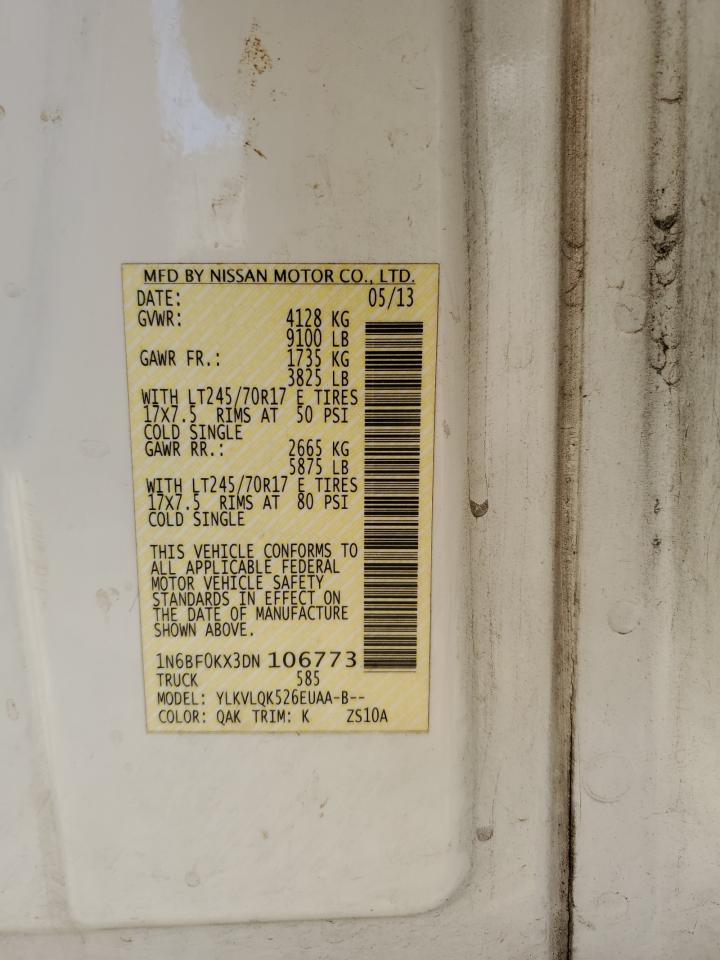 MFD BY NISSAN MOTOR CO., LTD.
DATE: 05/13
GVWR: 4128 KG
9100 LB
GAWR FR.: 1735 KG
3825 LB
WITH LT245/70R17 E TIRES
17X7.5 RIMS AT 50 PSI
COLD SINGLE
GAWR RR.: 2665 KG
5875 LB
WITH LT245/70R17 E TIRES
17X7.5 RIMS AT 80 PSI
COLD SINGLE
THIS VEHICLE CONFORMS TO
ALL APPLICABLE FEDERAL
MOTOR VEHICLE SAFETY
STANDARDS IN EFFECT ON
THE DATE OF MANUFACTURE
SHOWN ABOVE.
1N6BF0KX3DN 106773
TRUCK 585
MODEL: YLKVLQK526EUAA-B--
COLOR: QAK TRIM: K ZS10A